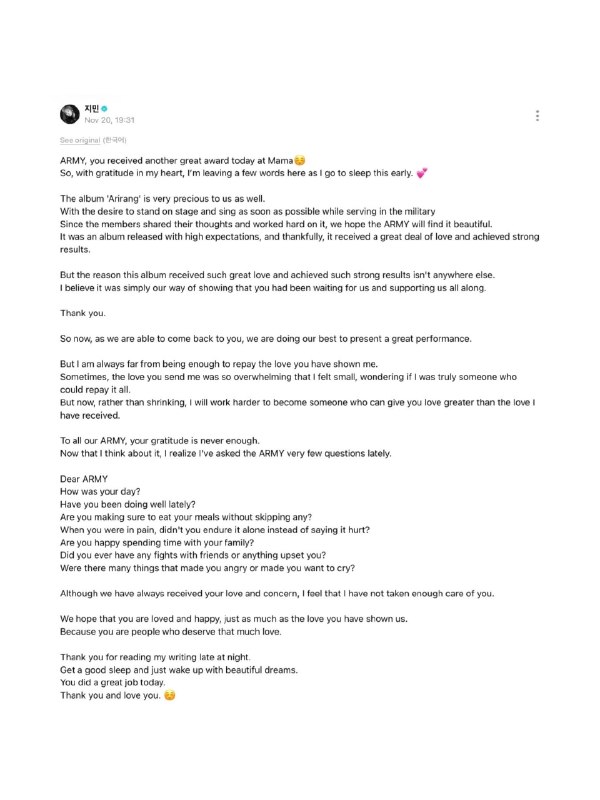 지민
Nov 20, 19:31
See original (한국어)
ARMY, you received another great award today at Mama☺️
So, with gratitude in my heart, I'm leaving a few words here as I go to sleep this early. 💕
The album 'Arirang' is very precious to us as well.
With the desire to stand on stage and sing as soon as possible while serving in the military
Since the members shared their thoughts and worked hard on it, we hope the ARMY will find it beautiful.
It was an album released with high expectations, and thankfully, it received a great deal of love and achieved strong
results.
But the reason this album received such great love and achieved such strong results isn't anywhere else.
I believe it was simply our way of showing that you had been waiting for us and supporting us all along.
Thank you.
So now, as we are able to come back to you, we are doing our best to present a great performance.
But I am always far from being enough to repay the love you have shown me.
Sometimes, the love you send me was so overwhelming that I felt small, wondering if I was truly someone who
could repay it all.
But now, rather than shrinking, I will work harder to become someone who can give you love greater than the love I
have received.
To all our ARMY, your gratitude is never enough.
Now that I think about it, I realize I've asked the ARMY very few questions lately.
Dear ARMY
How was your day?
Have you been doing well lately?
Are you making sure to eat your meals without skipping any?
When you were in pain, didn't you endure it alone instead of saying it hurt?
Are you happy spending time with your family?
Did you ever have any fights with friends or anything upset you?
Were there many things that made you angry or made you want to cry?
Although we have always received your love and concern, I feel that I have not taken enough care of you.
We hope that you are loved and happy, just as much as the love you have shown us.
Because you are people who deserve that much love.
Thank you for reading my writing late at night.
Get a good sleep and just wake up with beautiful dreams.
You did a great job today.
Thank you and love you. ☺️